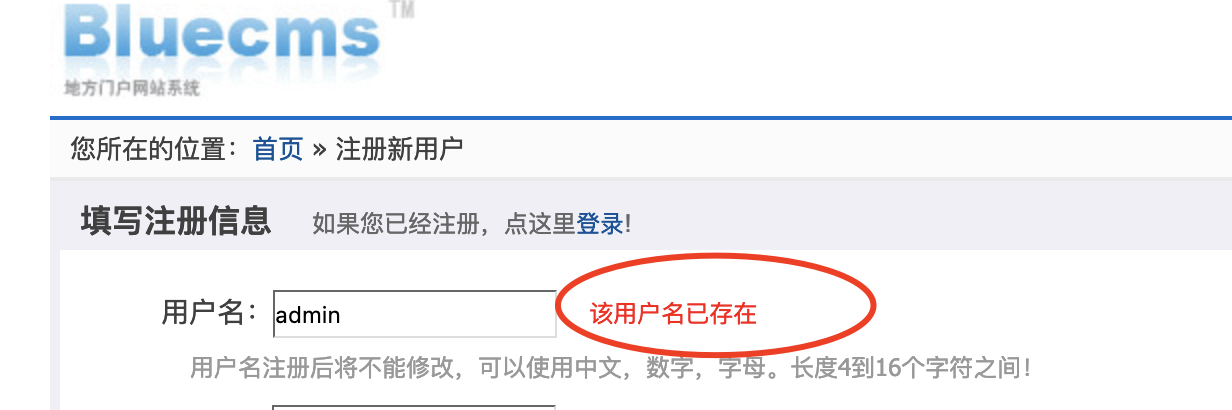 Bluecms TM
地方门户网站系统
您所在的位置：首页 » 注册新用户
填写注册信息 如果您已经注册，点这里登录!
用户名： admin 该用户名已存在
用户名注册后将不能修改，可以使用中文，数字，字母。长度4到16个字符之间!